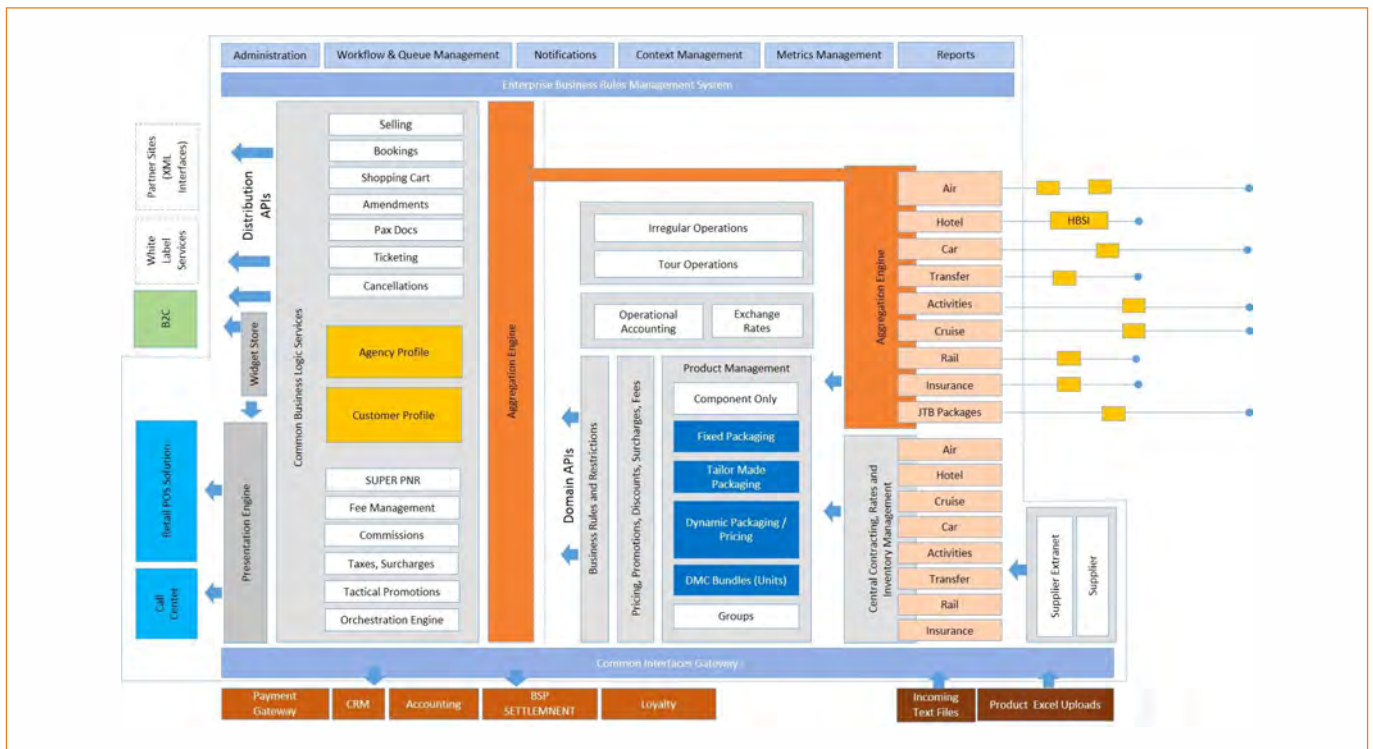 Administration
Workflow & Queue Management
Notifications
Context Management
Metrics Management
Reports
Enterprise Business Rules Management System
Partner Sites
(XML
Interfaces)
White
Label
Services
B2C
Retail POS Solution
Call
Center
Distribution
APIs
Widget Store
Presentation Engine
Common Business Logic Services
Selling
Bookings
Shopping Cart
Amendments
Pax Docs
Ticketing
Cancellations
Agency Profile
Customer Profile
SUPER PNR
Fee Management
Commissions
Taxes, Surcharges
Tactical Promotions
Orchestration Engine
Aggregation Engine
Domain APIs
Irregular Operations
Tour Operations
Operational
Accounting
Exchange
Rates
Business Rules and Restrictions
Pricing, Promotions, Discounts, Surcharges, Fees
Product Management
Component Only
Fixed Packaging
Tailor Made
Packaging
Dynamic Packaging /
Pricing
DMC Bundles (Units)
Groups
Aggregation Engine
Air
Hotel
Car
Transfer
Activities
Cruise
Rail
Insurance
JTB Packages
HBSI
Central Contracting, Rates and
Inventory Management
Air
Hotel
Cruise
Car
Activities
Transfer
Rail
Insurance
Supplier Extranet
Supplier
Common Interfaces Gateway
Payment
Gateway
CRM
Accounting
BSP
SETTLEMNENT
Loyalty
Incoming
Text Files
Product Excel Uploads